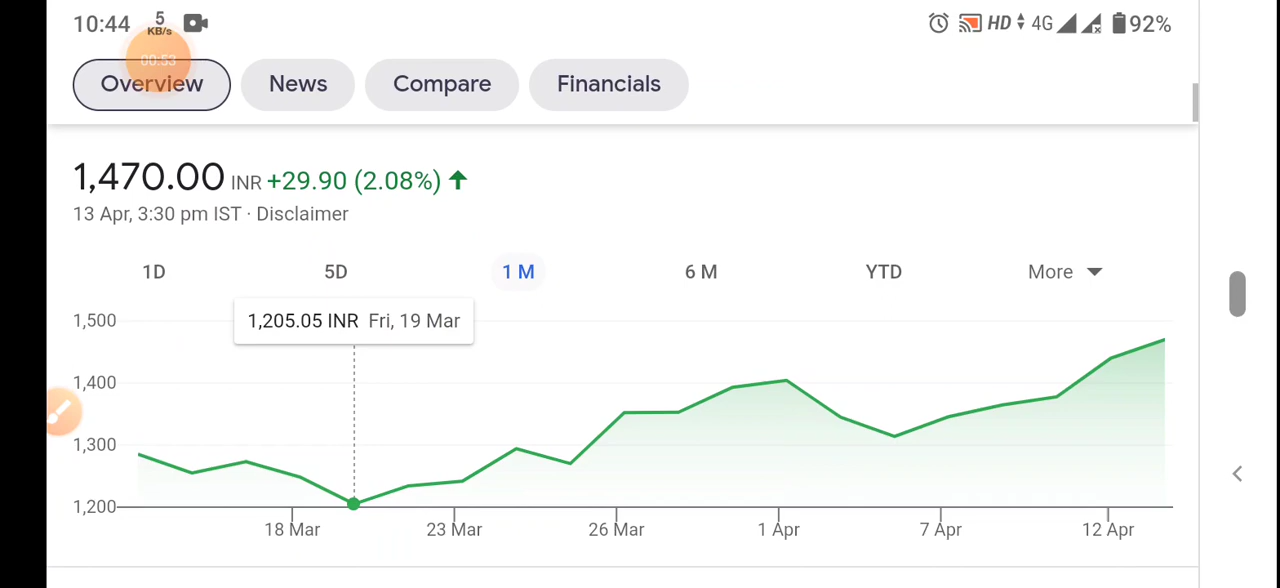 10:44 5 KB/s HD 4G 92%
00:53
Overview News Compare Financials
1,470.00 INR +29.90 (2.08%)
13 Apr, 3:30 pm IST · Disclaimer
1D 5D 1 M 6 M YTD More
1,205.05 INR Fri, 19 Mar
1,500
1,400
1,300
1,200
18 Mar 23 Mar 26 Mar 1 Apr 7 Apr 12 Apr